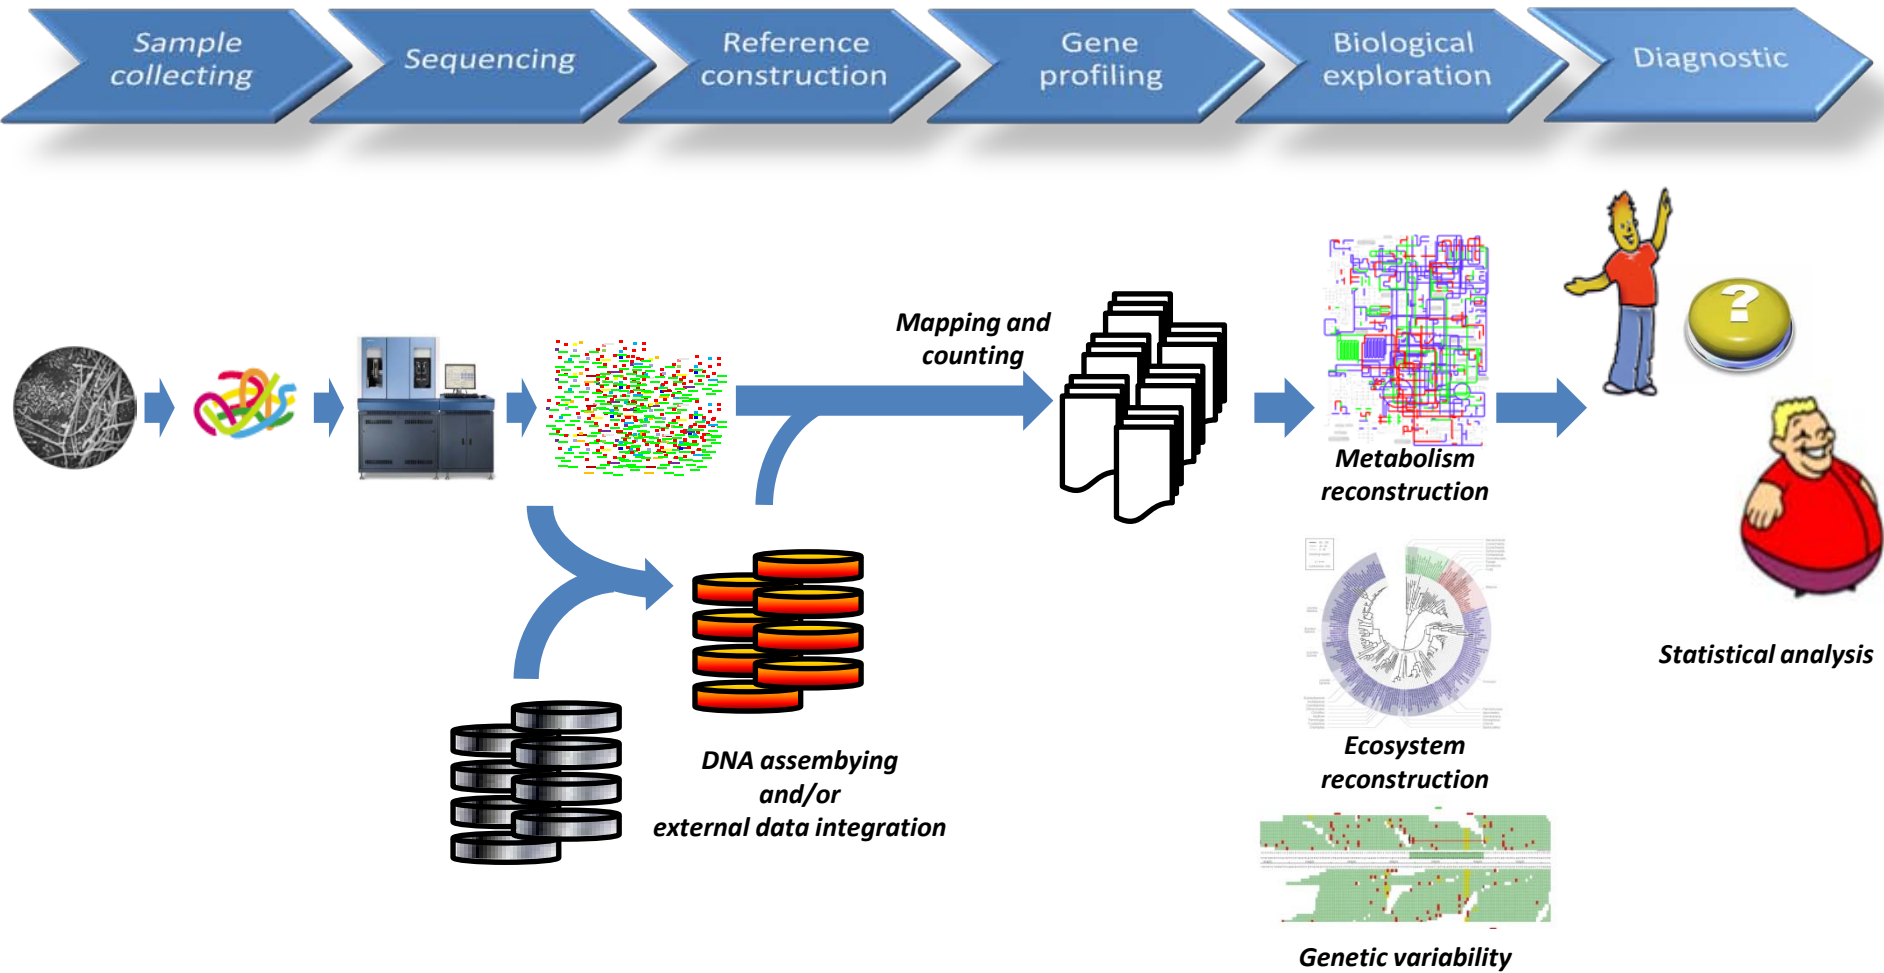 Sample
collecting
Sequencing
Reference
construction
Gene
profiling
Biological
exploration
Diagnostic
Mapping and
counting
?
Metabolism
reconstruction
DNA assembying
and/or
external data integration
Ecosystem
reconstruction
Statistical analysis
Genetic variability